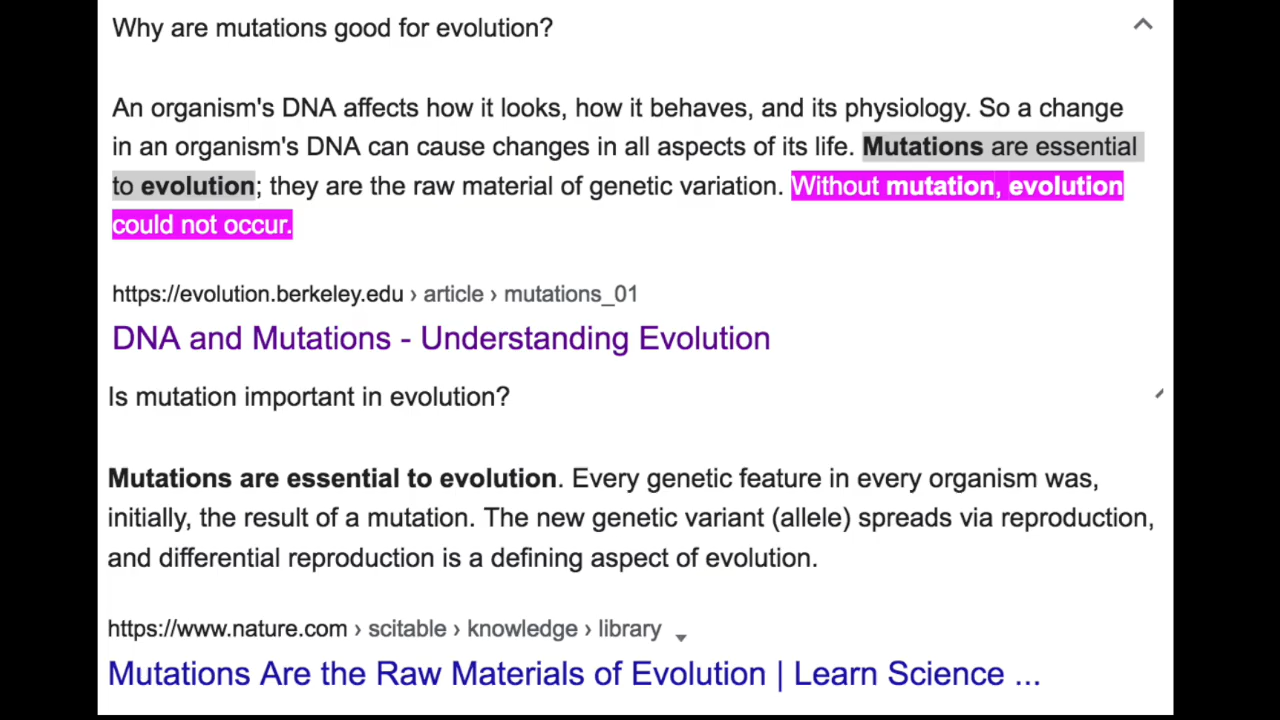 Why are mutations good for evolution?
An organism's DNA affects how it looks, how it behaves, and its physiology. So a change
in an organism's DNA can cause changes in all aspects of its life. Mutations are essential
to evolution; they are the raw material of genetic variation. Without mutation, evolution
could not occur.
https://evolution.berkeley.edu › article › mutations_01
DNA and Mutations - Understanding Evolution
Is mutation important in evolution?
Mutations are essential to evolution. Every genetic feature in every organism was,
initially, the result of a mutation. The new genetic variant (allele) spreads via reproduction,
and differential reproduction is a defining aspect of evolution.
https://www.nature.com › scitable › knowledge › library
Mutations Are the Raw Materials of Evolution | Learn Science ...